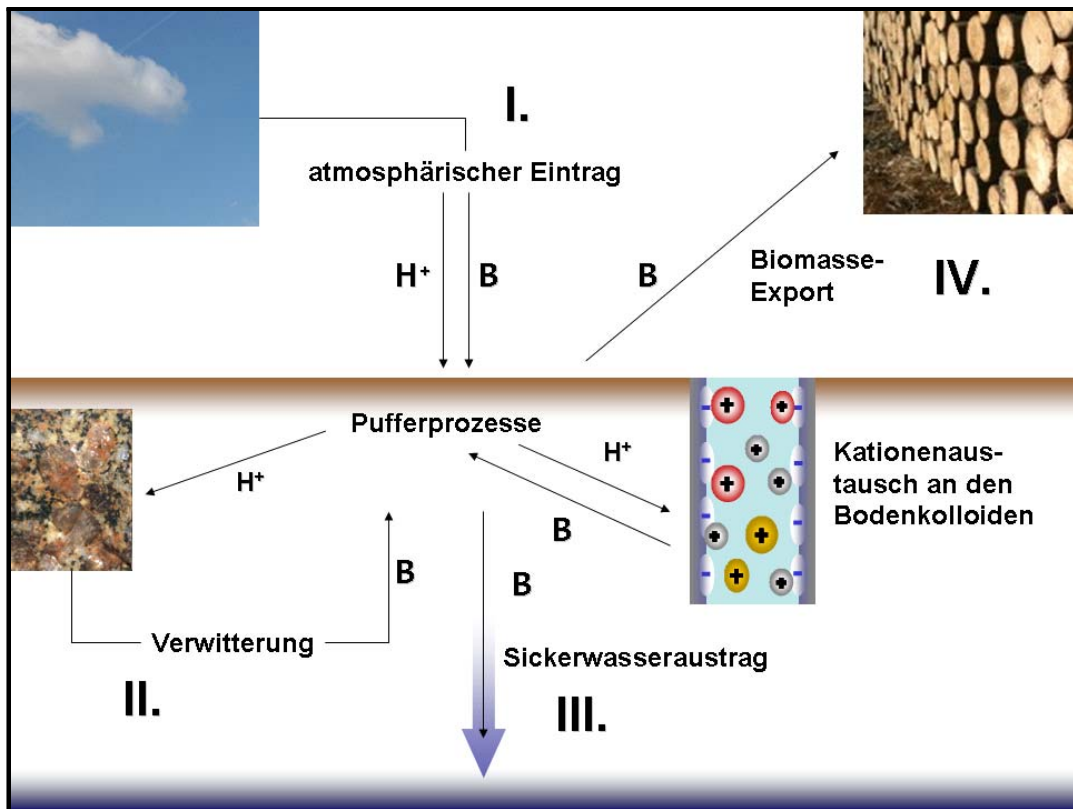 I.
atmosphärischer Eintrag
H+ B
B
Biomasse-
Export
IV.
Pufferprozesse
H+
H+
B
B
Kationenaus-
tausch an den
Bodenkolloiden
+ +
+
+ +
+ +
+ +
- -
- -
- -
- -
Verwitterung
II.
B
Sickerwasseraustrag
III.